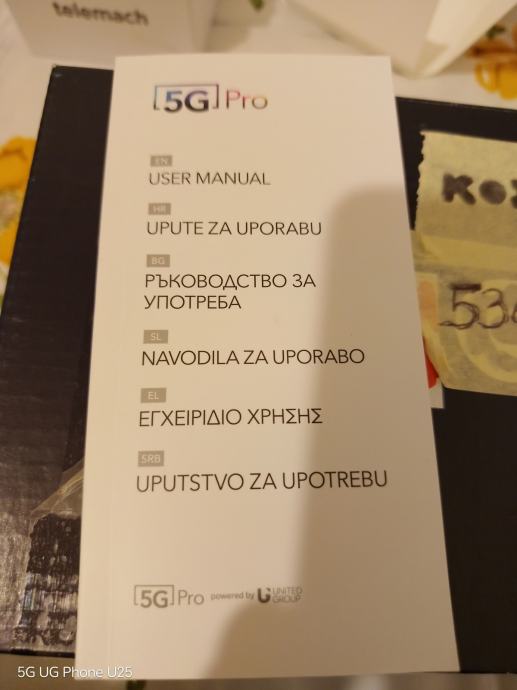 telemach
[5G] Pro
EN
USER MANUAL
HR
UPUTE ZA UPORABU
BG
РЪКОВОДСТВО ЗА
УПОТРЕБА
SL
NAVODILA ZA UPORABO
EL
ΕΓΧΕΙΡΙΔΙΟ ΧΡΗΣΗΣ
SRB
UPUTSTVO ZA UPOTREBU
[5G] Pro powered by UNITED
GROUP
5G UG Phone U25